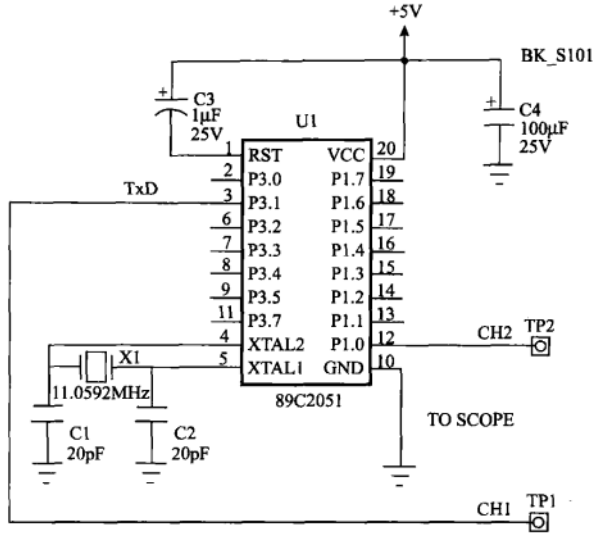 +5V
BK_S101
+ C3
1μF
25V
+ C4
100μF
25V
U1
1 RST VCC 20
2 P3.0 P1.7 19
TxD 3 P3.1 P1.6 18
6 P3.2 P1.5 17
7 P3.3 P1.4 16
8 P3.4 P1.3 15
9 P3.5 P1.2 14
11 P3.7 P1.1 13
4 XTAL2 P1.0 12 CH2 TP2
5 XTAL1 GND 10
X1
11.0592MHz
89C2051
C1
20pF
C2
20pF
TO SCOPE
CH1 TP1